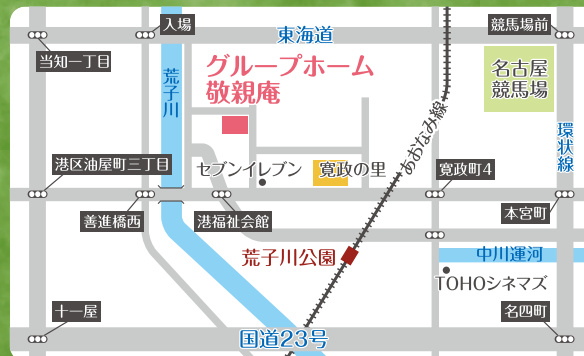 入場
東海道
競馬場前
当知一丁目
グループホーム
敬親庵
荒子川
名古屋
競馬場
あおなみ線
環状線
港区油屋町三丁目
セブンイレブン
寛政の里
寛政町4
善進橋西
港福祉会館
本宮町
荒子川公園
中川運河
TOHOシネマズ
十一屋
国道23号
名四町